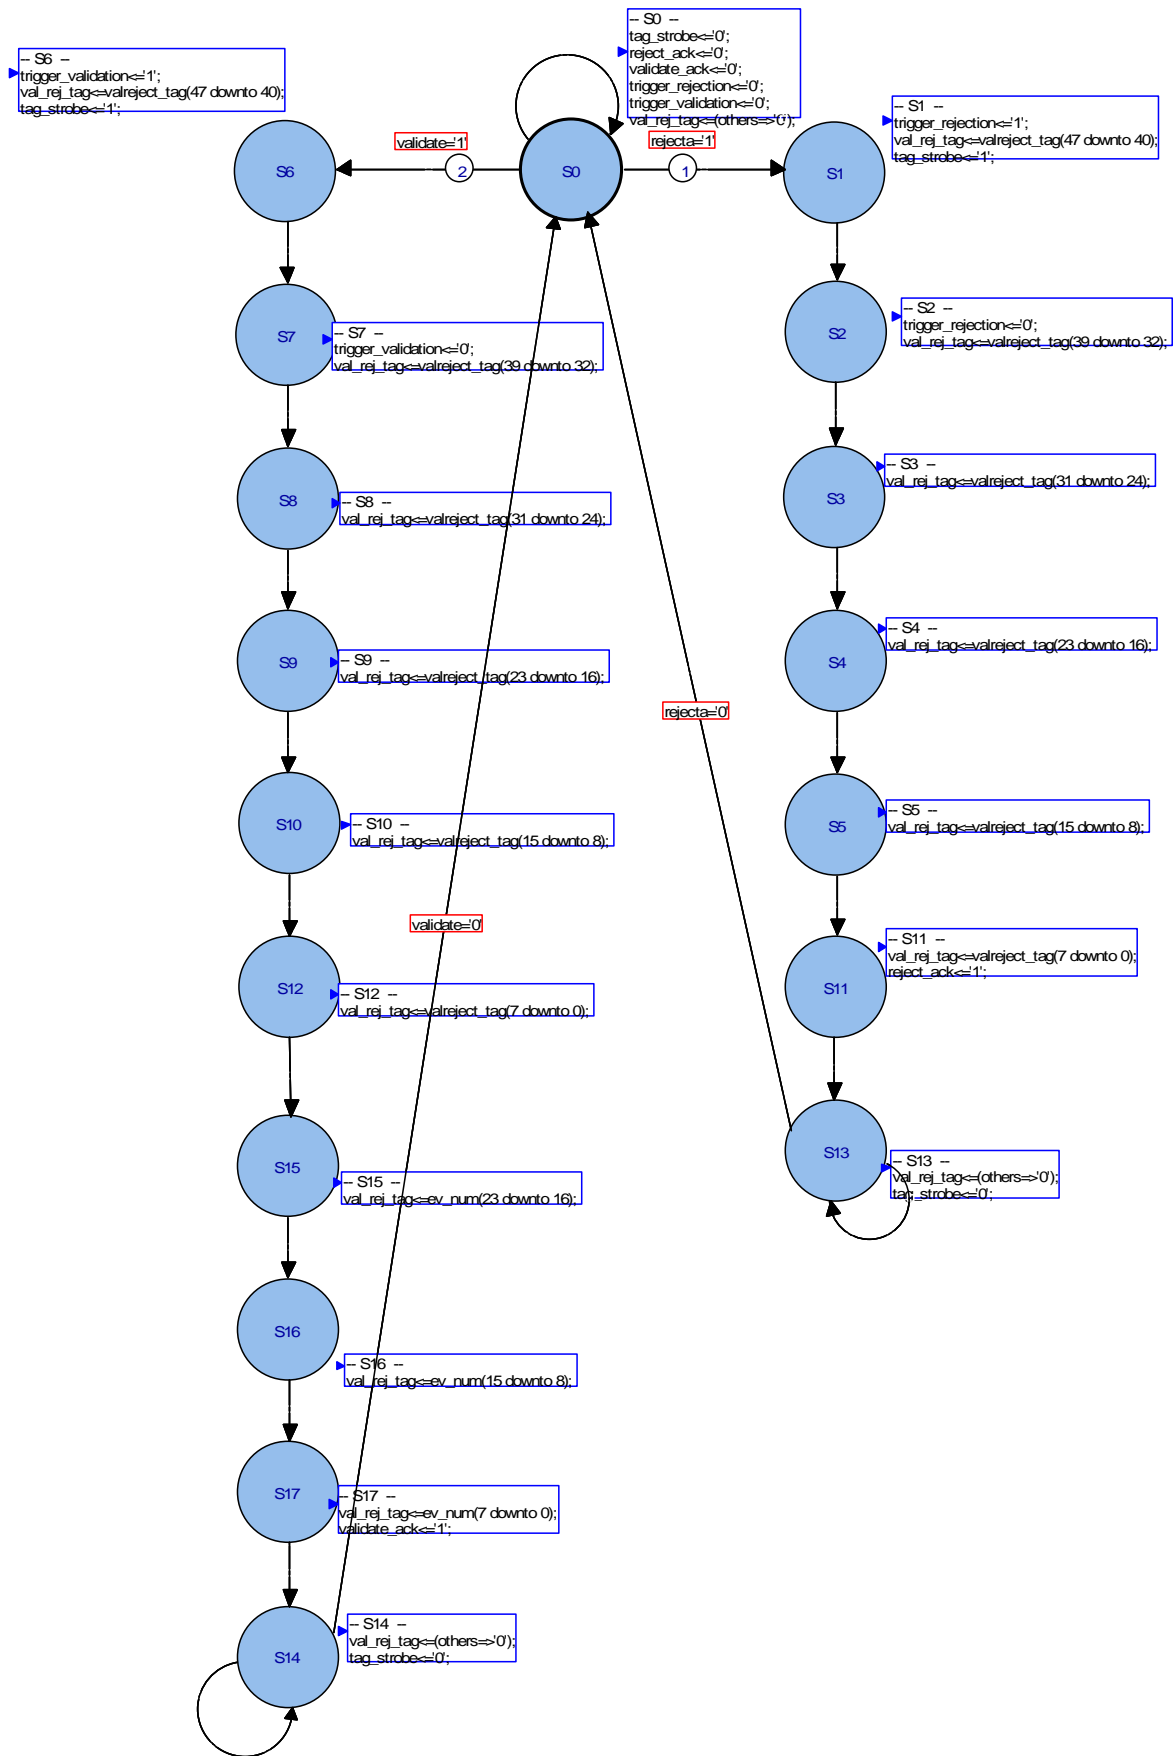 -- S0 --
tag_strobe<='0';
reject_ack<='0';
validate_ack<='0';
trigger_rejection<='0';
trigger_validation<='0';
val_rej_tag<=(others=>'0');
-- S6 --
trigger_validation<='1';
val_rej_tag<=valreject_tag(47 downto 40);
tag_strobe<='1';
-- S1 --
trigger_rejection<='1';
val_rej_tag<=valreject_tag(47 downto 40);
tag_strobe<='1';
validate='1'
rejecta='1'
S6
2
S0
1
S1
-- S2 --
trigger_rejection<='0';
val_rej_tag<=valreject_tag(39 downto 32);
S7
-- S7 --
trigger_validation<='0';
val_rej_tag<=valreject_tag(39 downto 32);
S2
-- S3 --
val_rej_tag<=valreject_tag(31 downto 24);
S8
-- S8 --
val_rej_tag<=valreject_tag(31 downto 24);
S3
-- S4 --
val_rej_tag<=valreject_tag(23 downto 16);
S9
-- S9 --
val_rej_tag<=valreject_tag(23 downto 16);
S4
rejecta='0'
-- S5 --
val_rej_tag<=valreject_tag(15 downto 8);
S10
-- S10 --
val_rej_tag<=valreject_tag(15 downto 8);
S5
validate='0'
-- S11 --
val_rej_tag<=valreject_tag(7 downto 0);
reject_ack<='1';
S12
-- S12 --
val_rej_tag<=valreject_tag(7 downto 0);
S11
S15
-- S15 --
val_rej_tag<=ev_num(23 downto 16);
S13
-- S13 --
val_rej_tag<=(others=>'0');
tag_strobe<='0';
S16
-- S16 --
val_rej_tag<=ev_num(15 downto 8);
S17
-- S17 --
val_rej_tag<=ev_num(7 downto 0);
validate_ack<='1';
S14
-- S14 --
val_rej_tag<=(others=>'0');
tag_strobe<='0';